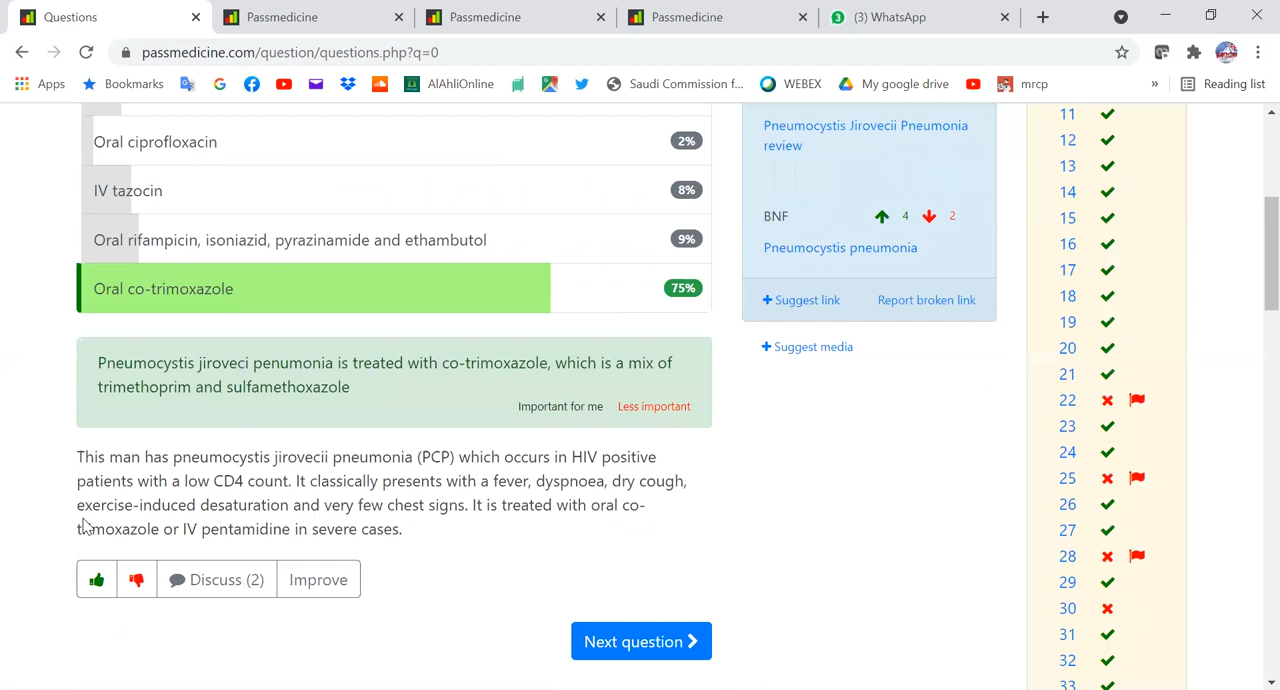 Questions
Passmedicine
Passmedicine
Passmedicine
3
(3) WhatsApp
passmedicine.com/question/questions.php?q=0
Apps
Bookmarks
AlAhliOnline
Saudi Commission f...
WEBEX
My google drive
mrcp
»
Reading list
Oral ciprofloxacin
2%
IV tazocin
8%
Oral rifampicin, isoniazid, pyrazinamide and ethambutol
9%
Oral co-trimoxazole
75%
Pneumocystis jiroveci penumonia is treated with co-trimoxazole, which is a mix of
trimethoprim and sulfamethoxazole
Important for me Less important
This man has pneumocystis jirovecii pneumonia (PCP) which occurs in HIV positive
patients with a low CD4 count. It classically presents with a fever, dyspnoea, dry cough,
exercise-induced desaturation and very few chest signs. It is treated with oral co-
trimoxazole or IV pentamidine in severe cases.
Discuss (2)
Improve
Next question
Pneumocystis Jirovecii Pneumonia
review
BNF
4
2
Pneumocystis pneumonia
Suggest link
Report broken link
Suggest media
11
12
13
14
15
16
17
18
19
20
21
22
23
24
25
26
27
28
29
30
31
32
33